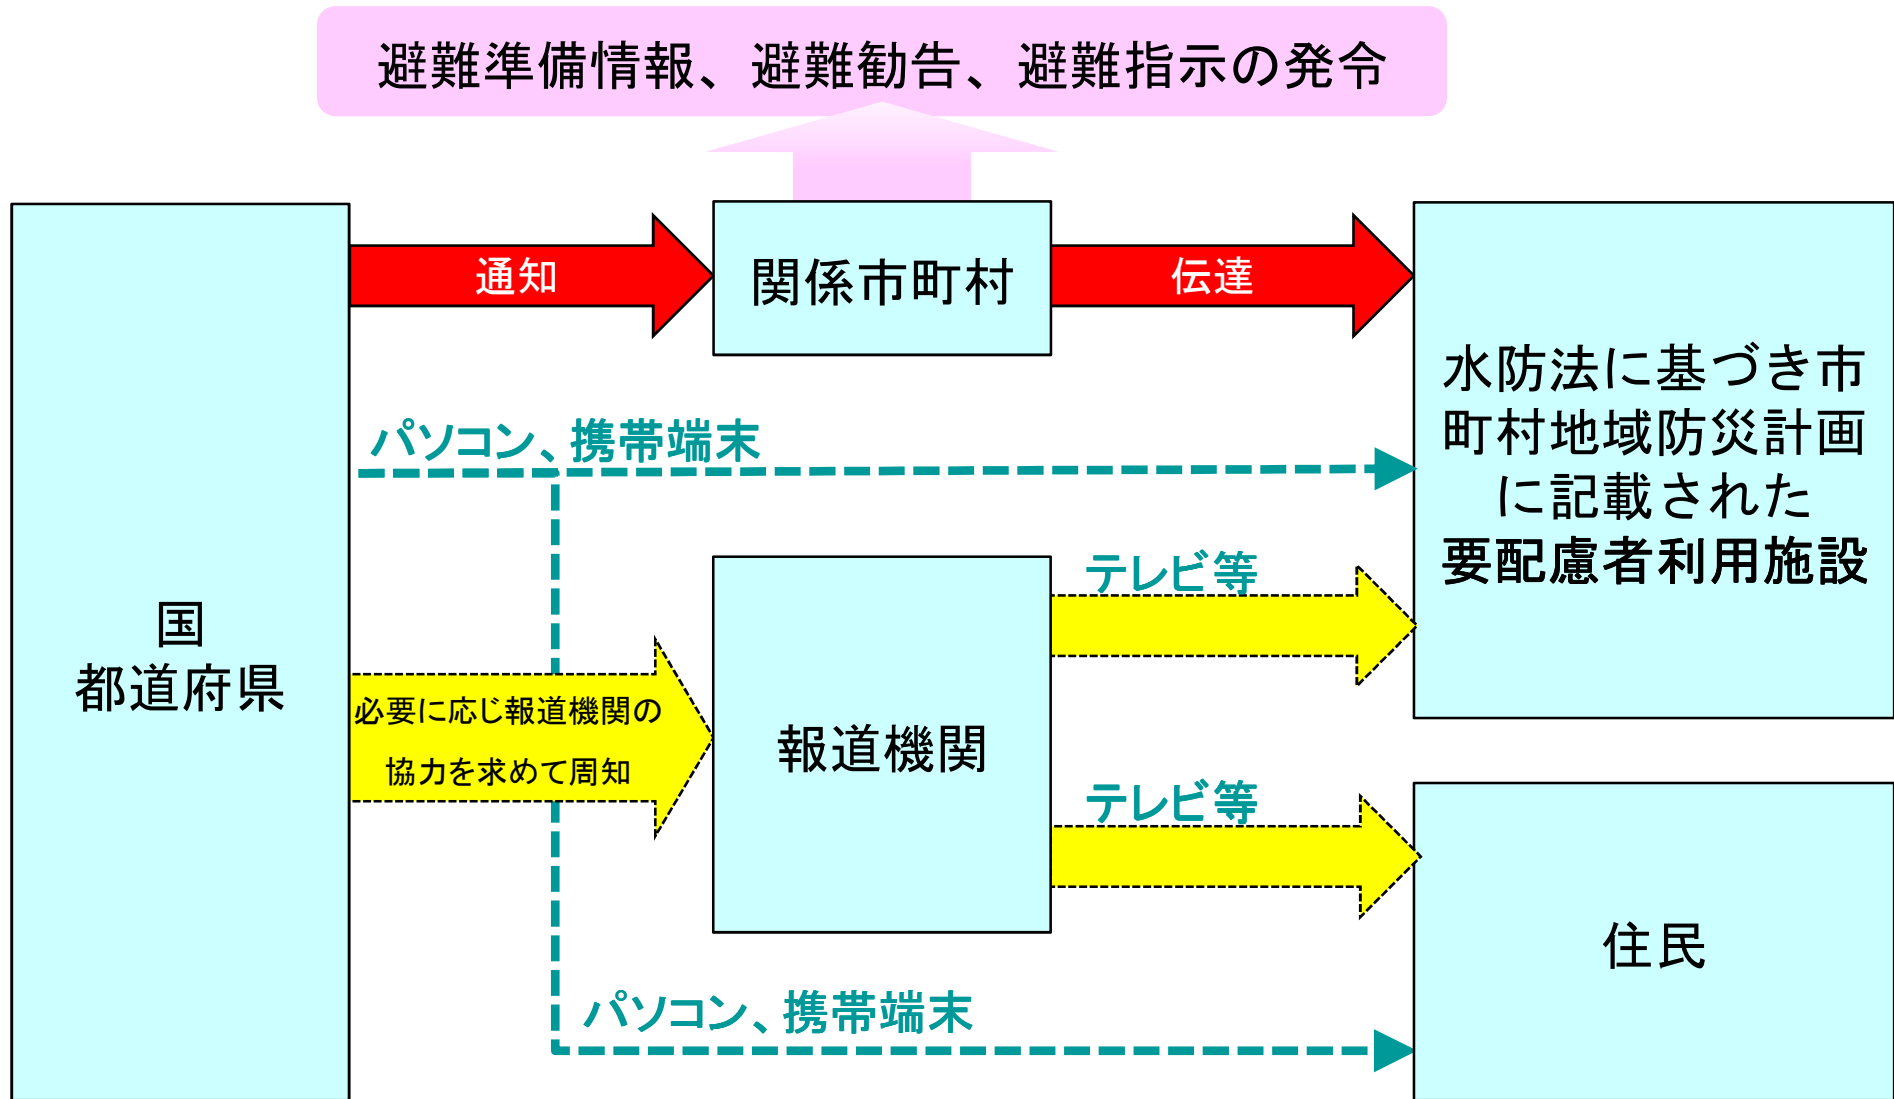 避難準備情報、避難勧告、避難指示の発令
通知
関係市町村
伝達
水防法に基づき市
町村地域防災計画
に記載された
要配慮者利用施設
パソコン、携帯端末
テレビ等
国
都道府県
必要に応じ報道機関の
協力を求めて周知
報道機関
テレビ等
住民
パソコン、携帯端末